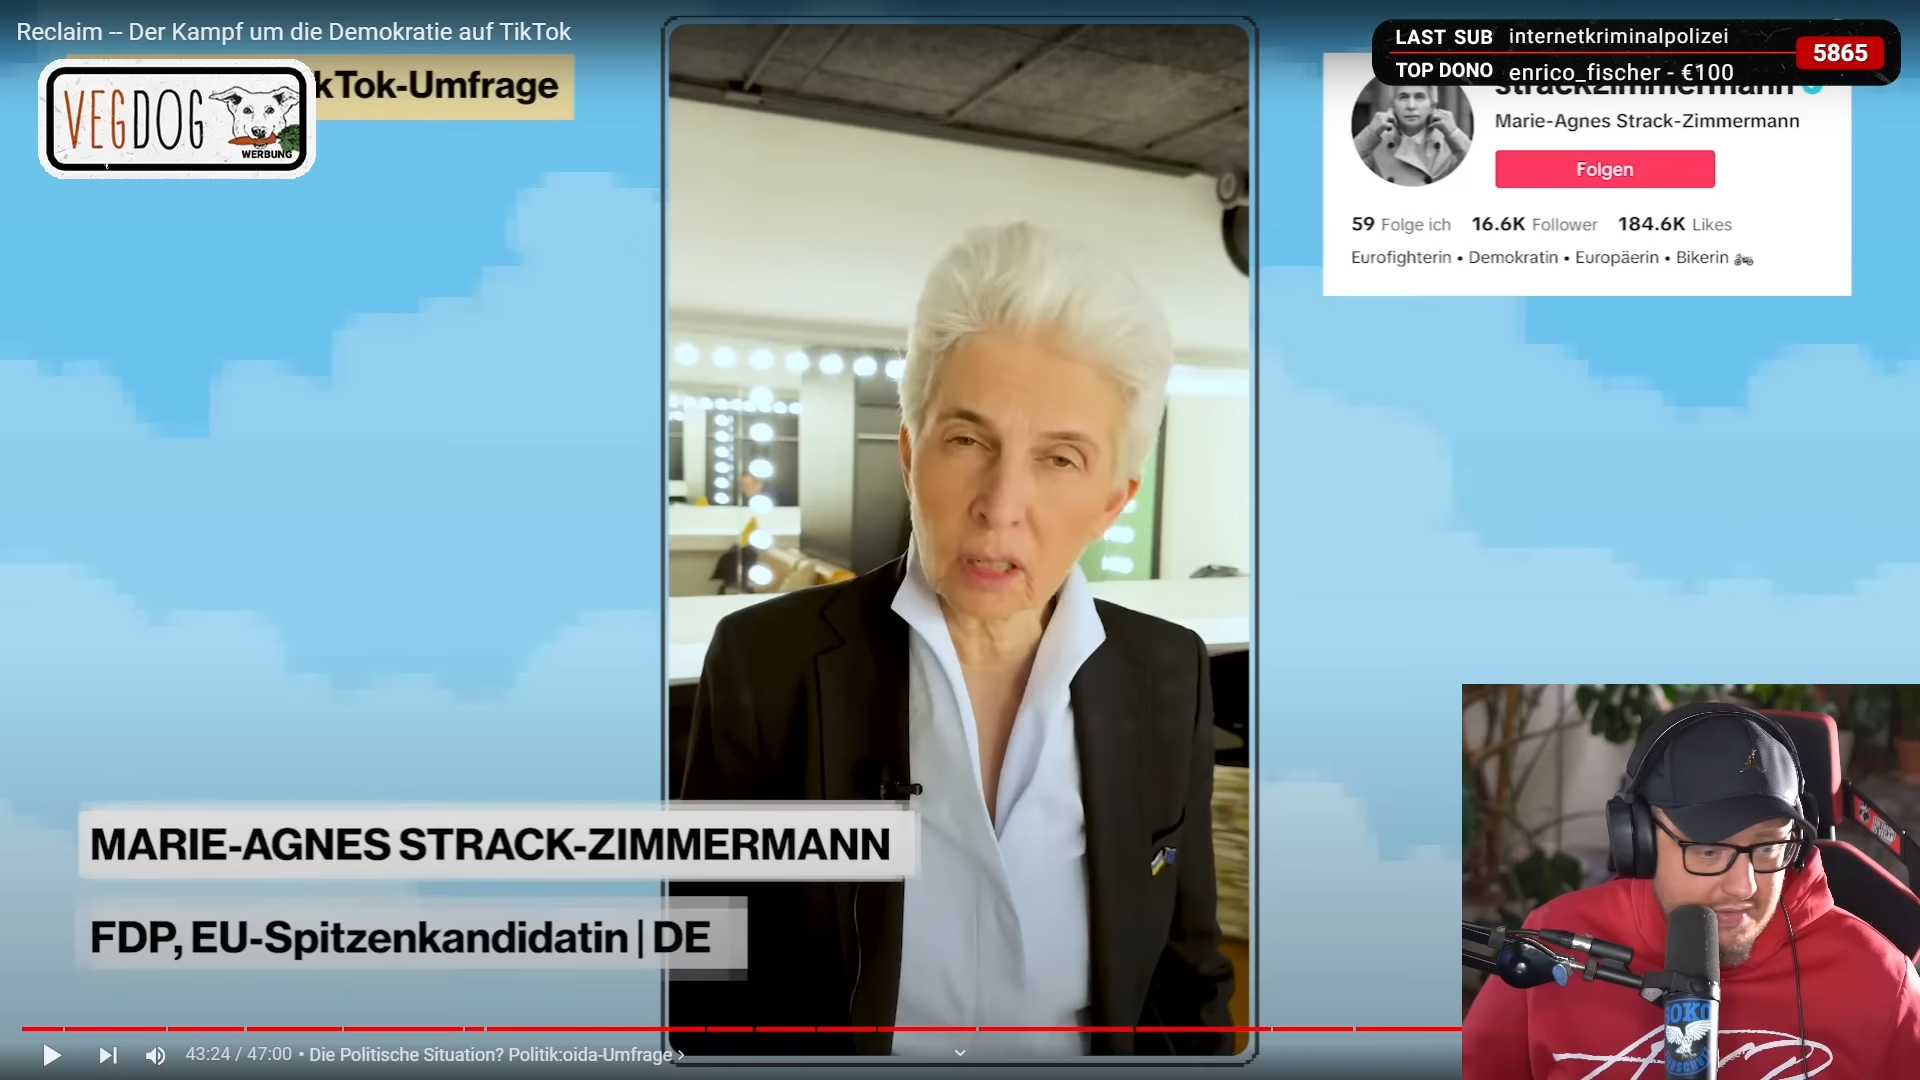 Reclaim -- Der Kampf um die Demokratie auf TikTok
kTok-Umfrage
VEGDOG
WERBUNG
LAST SUB internetkriminalpolizei
TOP DONO enrico_fischer - €100
5865
strackzimmermann
Marie-Agnes Strack-Zimmermann
Folgen
59 Folge ich 16.6K Follower 184.6K Likes
Eurofighterin • Demokratin • Europäerin • Bikerin
MARIE-AGNES STRACK-ZIMMERMANN
FDP, EU-Spitzenkandidatin | DE
43:24 / 47:00 • Die Politische Situation? Politik:oida-Umfrage
SOKO